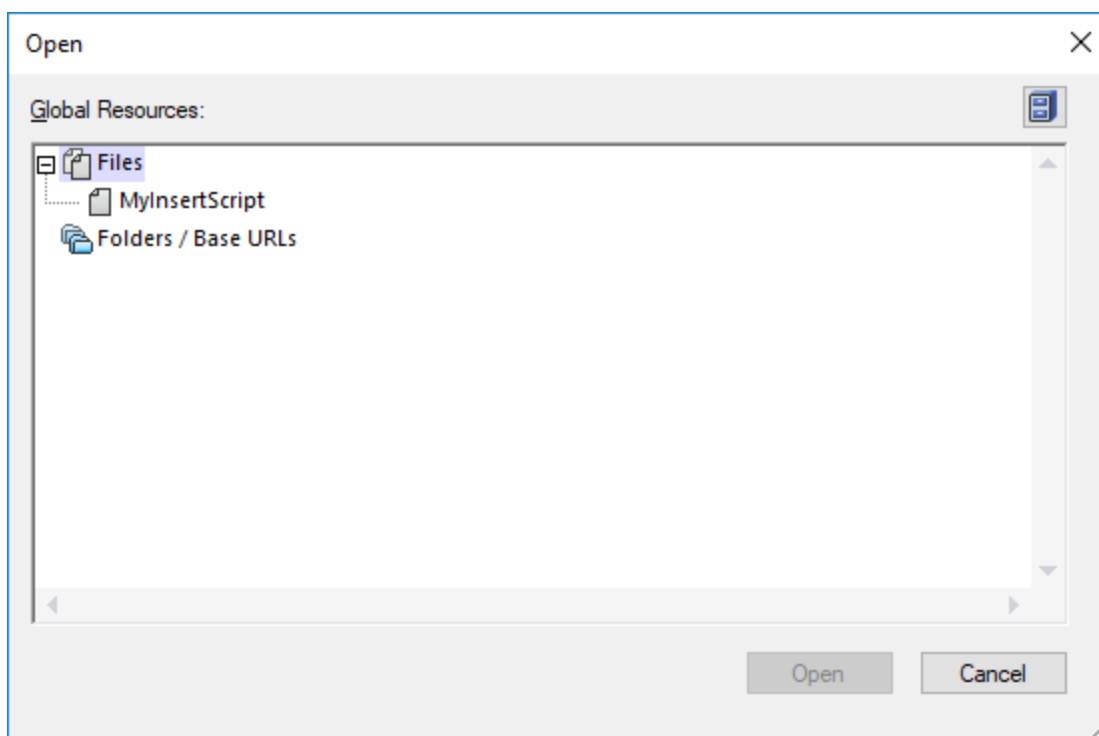 Open
Global Resources:
Files
MyInsertScript
Folders / Base URLs
Open Cancel